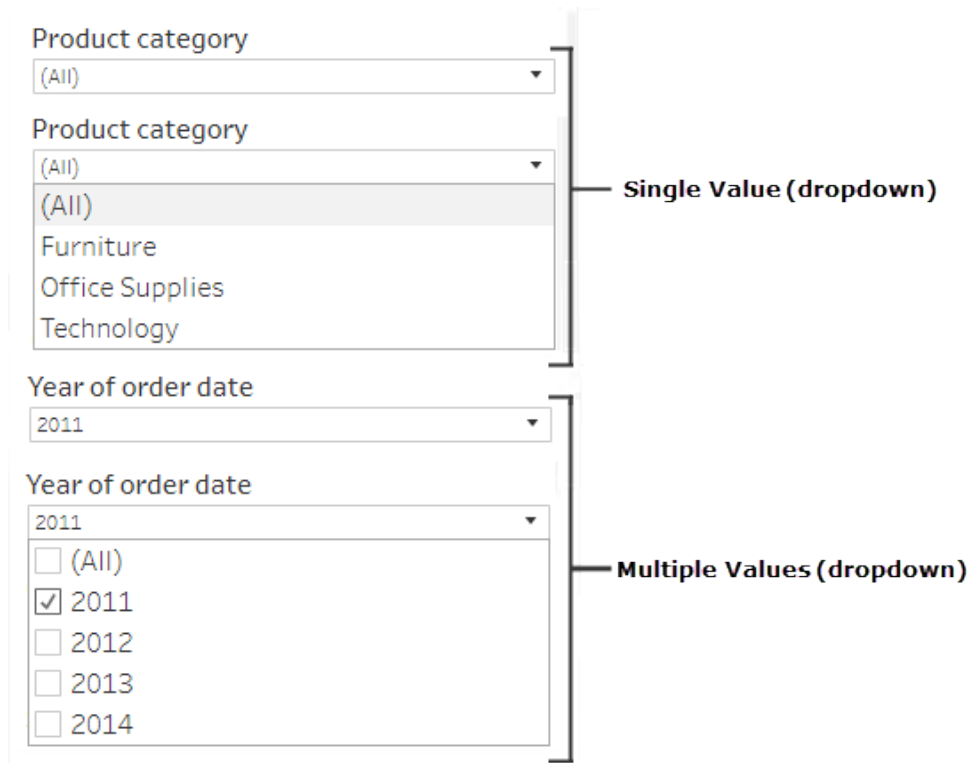 Product category
(All)
Product category
(All)
(All)
Furniture
Office Supplies
Technology
Single Value (dropdown)
Year of order date
2011
Year of order date
2011
(All)
2011
2012
2013
2014
Multiple Values (dropdown)